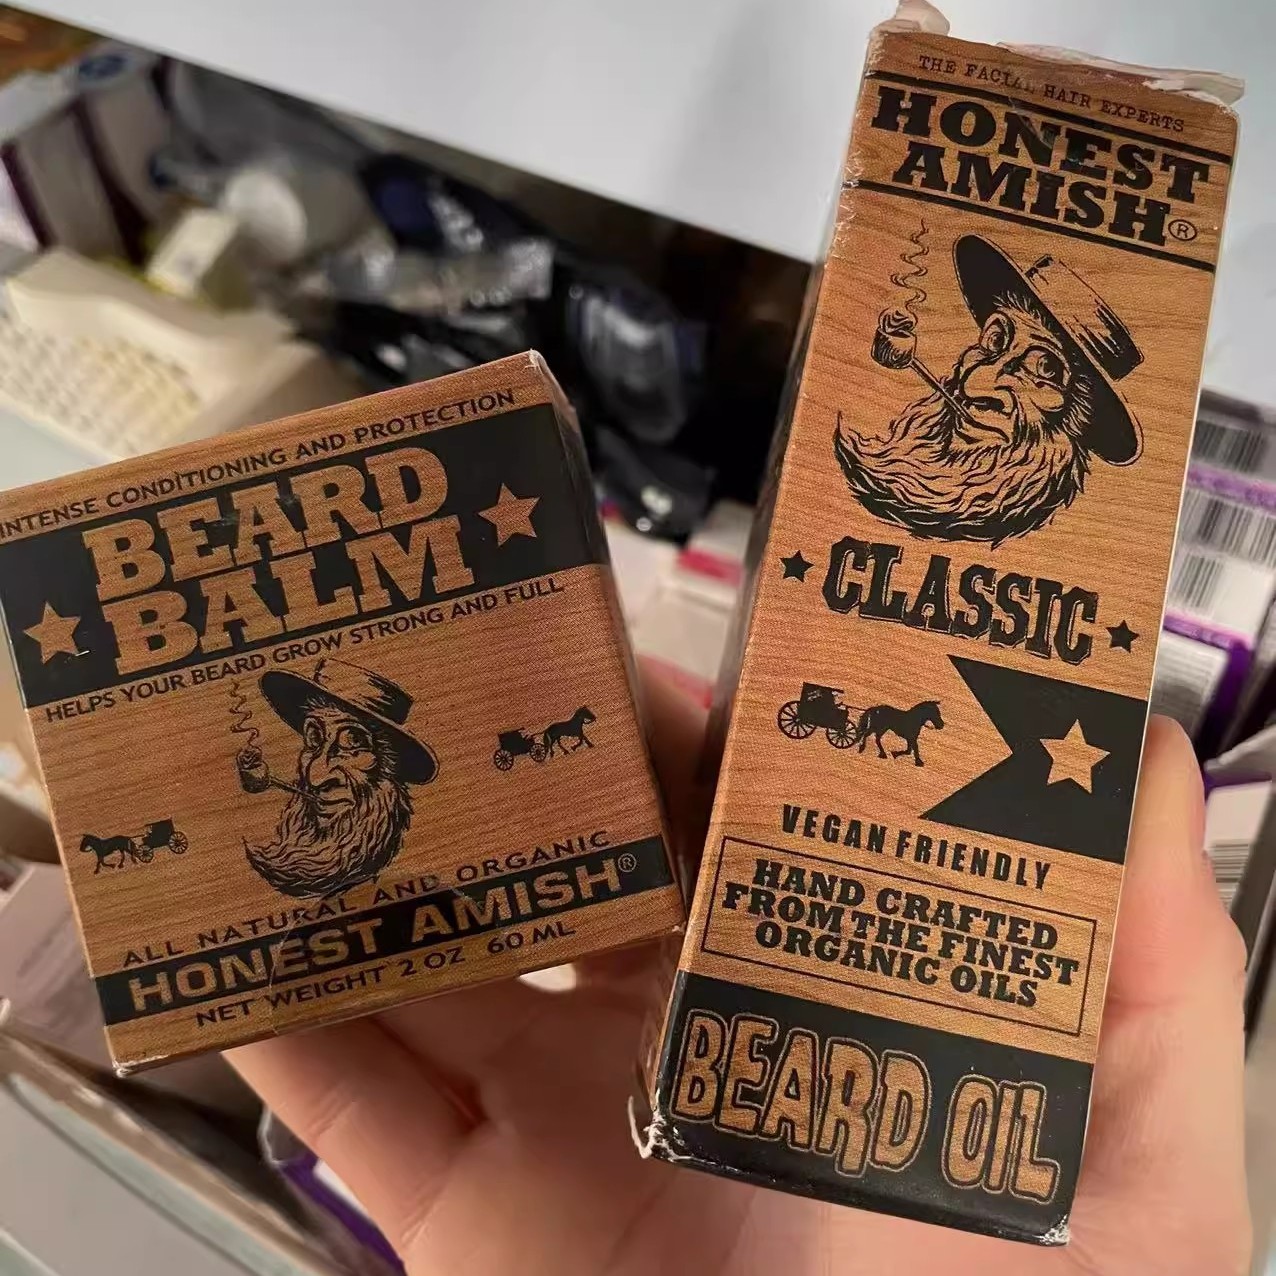 INTENSE CONDITIONING AND PROTECTION
BEARD
BALM
HELPS YOUR BEARD GROW STRONG AND FULL
ALL NATURAL AND ORGANIC
HONEST AMISH®
NET WEIGHT 2 OZ 60 ML
THE FACIAL HAIR EXPERTS
HONEST
AMISH®
CLASSIC
VEGAN FRIENDLY
HAND CRAFTED
FROM THE FINEST
ORGANIC OILS
BEARD OIL